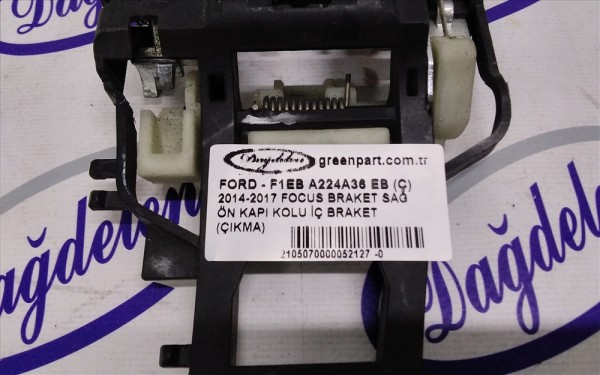 Dağdelen
greenpart.com.tr
FORD - F1EB A224A36 EB (Ç)
2014-2017 FOCUS BRAKET SAĞ
ÖN KAPI KOLU İÇ BRAKET
(ÇIKMA)
2105070000052127 -0
Dağdelen
Dağdelen